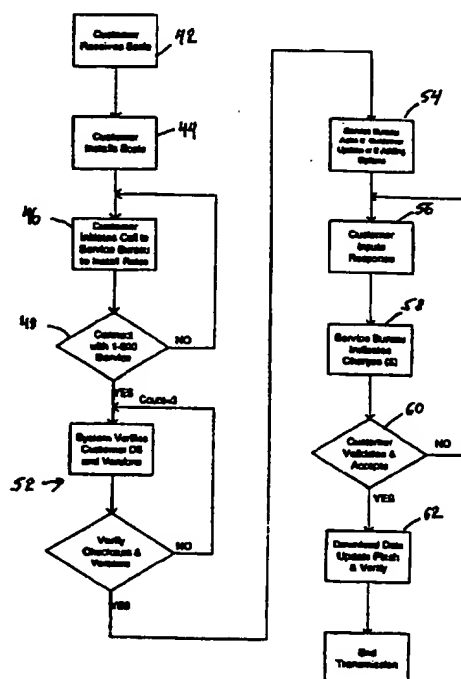 Customer
Receives Scale
42
Customer
Installs Scale
44
46
Customer
Initiates Call to
Service Bureau
to Install Rates
48
Connect
with 1-800
Service
NO
YES
Count=3
System Verifies
Customer DB
and Versions
52
Verify
Checksum &
Versions
NO
YES
54
Service Bureau
Asks if Customer
Update or if Adding
Options
56
Customer
Inputs
Response
58
Service Bureau
Indicates
Charges ($)
60
Customer
Validates &
Accepts
NO
YES
62
Download Data
Update Flash
& Verify
End
Transmission